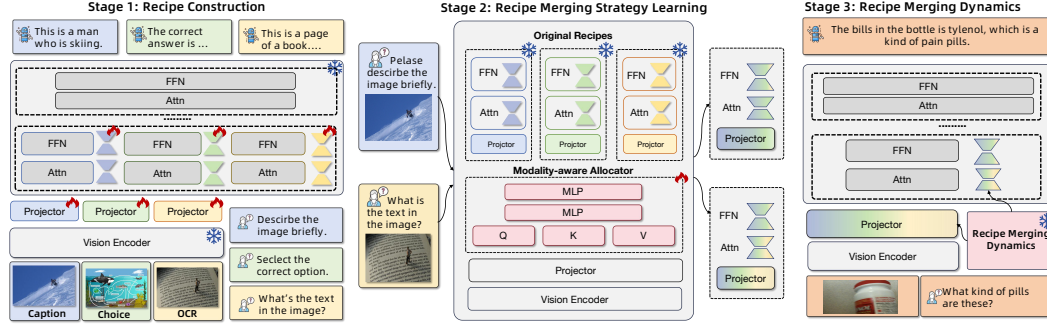 Stage 1: Recipe Construction
This is a man
who is skiing.
The correct
answer is ...
This is a page
of a book....
FFN
Attn
.........
FFN
FFN
FFN
Attn
Attn
Attn
Projector
Projector
Projector
Vision Encoder
Caption
Choice
OCR
Descirbe the
image briefly.
Seclect the
correct option.
What's the text
in the image?
Stage 2: Recipe Merging Strategy Learning
Pelase
descirbe the
image briefly.
What is
the text in
the image?
Original Recipes
FFN
FFN
FFN
Attn
Attn
Attn
Projctor
Projector
Projector
Modality-aware Allocator
MLP
MLP
Q
K
V
Projector
Vision Encoder
FFN
Attn
Projector
FFN
Attn
Projector
Stage 3: Recipe Merging Dynamics
The bills in the bottle is tylenol, which is a
kind of pain pills.
FFN
Attn
.........
FFN
Attn
Projector
Vision Encoder
Recipe Merging
Dynamics
What kind of pills
are these?